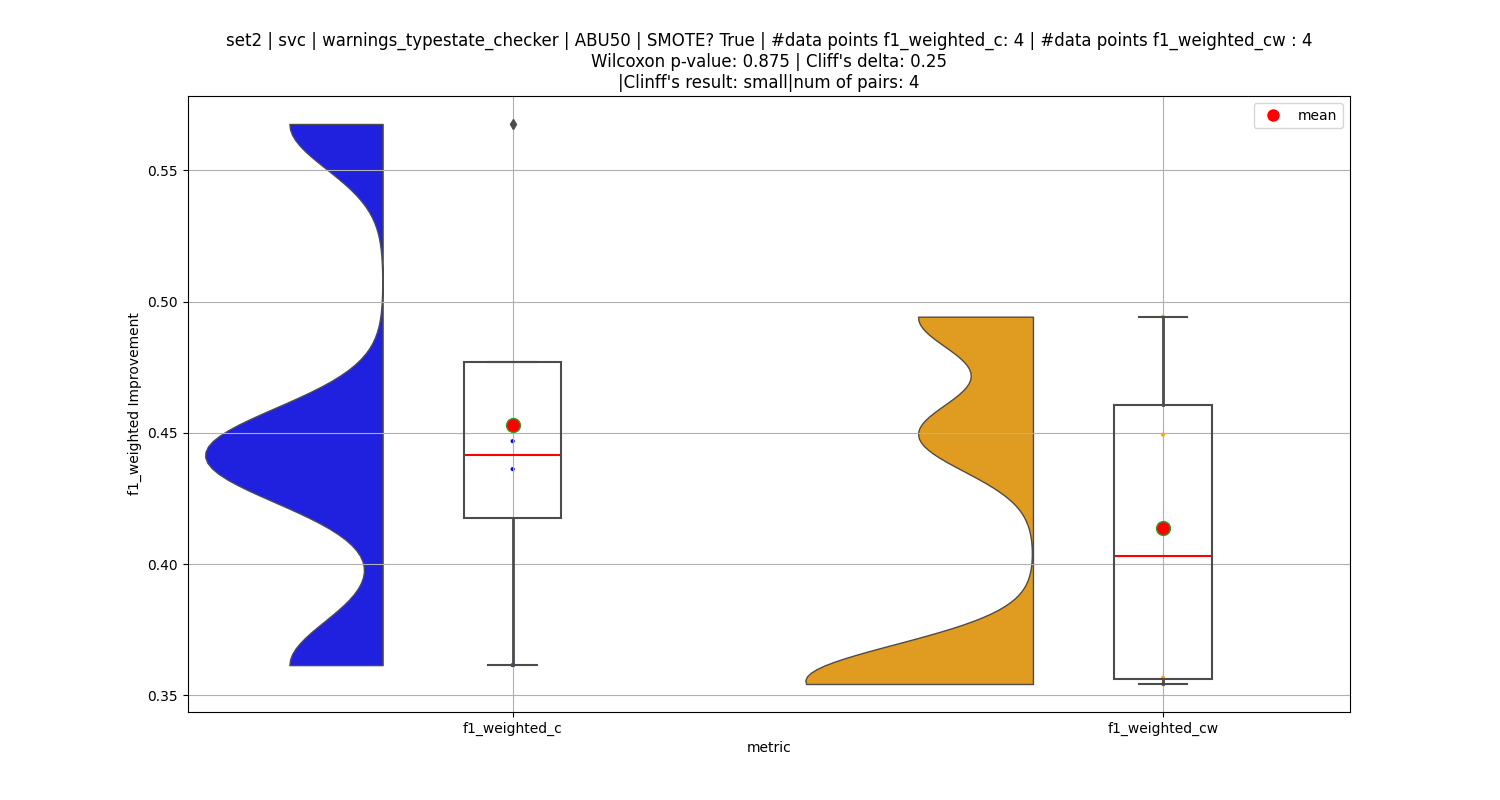 set2 | svc | warnings_typestate_checker | ABU50 | SMOTE? True | #data points f1_weighted_c: 4 | #data points f1_weighted_cw : 4
Wilcoxon p-value: 0.875 | Cliff's delta: 0.25
|Clinff's result: small|num of pairs: 4
mean
0.55
0.50
0.45
0.40
0.35
f1_weighted Improvement
f1_weighted_c
f1_weighted_cw
metric